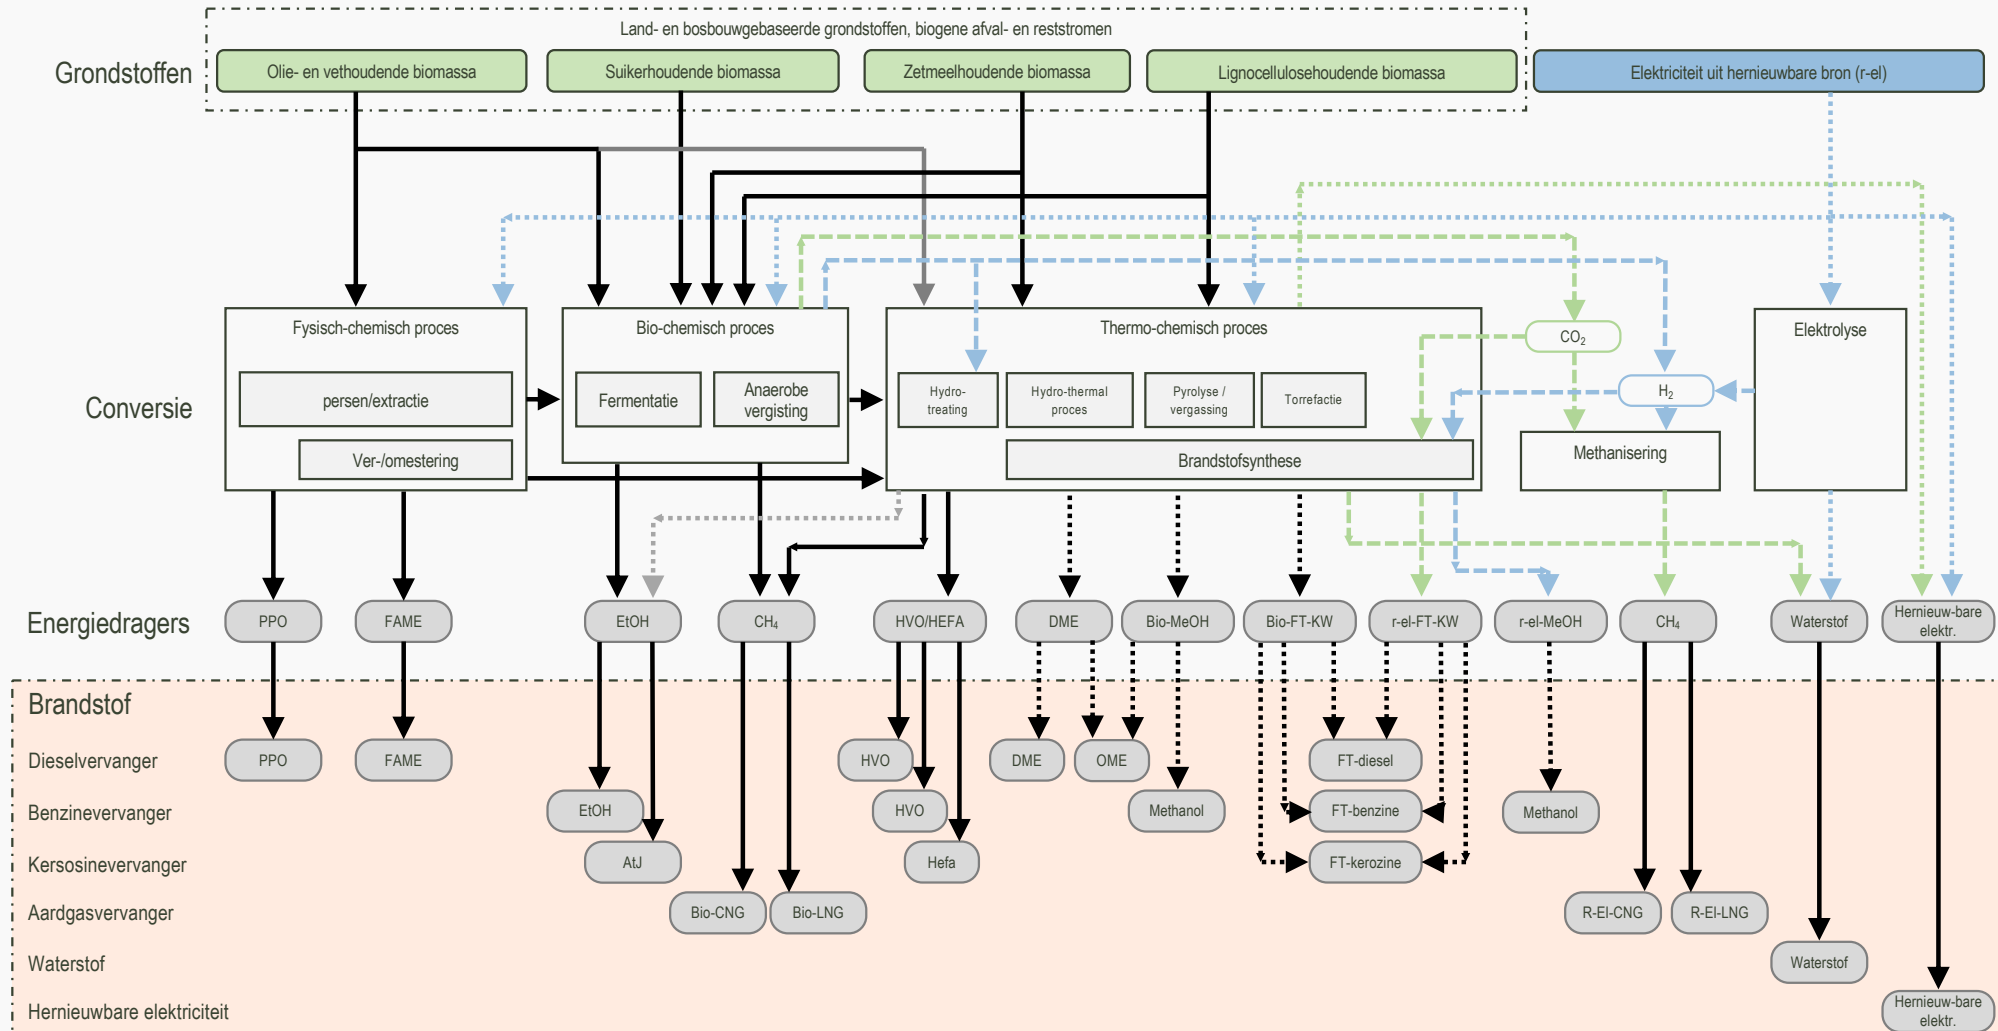 Land- en bosbouwgebaseerde grondstoffen, biogene afval- en reststromen
Grondstoffen
Olie- en vethoudende biomassa
Suikerhoudende biomassa
Zetmeelhoudende biomassa
Lignocellulosehoudende biomassa
Elektriciteit uit hernieuwbare bron (r-el)
Conversie
Fysisch-chemisch proces
persen/extractie
Ver-/omestering
Bio-chemisch proces
Fermentatie
Anaerobe
vergisting
Thermo-chemisch proces
Hydro-
treating
Hydro-thermal
proces
Pyrolyse /
vergassing
Torrefactie
Brandstofsynthese
CO₂
H₂
Methanisering
Elektrolyse
Energiedragers
PPO
FAME
EtOH
CH₄
HVO/HEFA
DME
Bio-MeOH
Bio-FT-KW
r-el-FT-KW
r-el-MeOH
CH₄
Waterstof
Hernieuw-bare
elektr.
Brandstof
Dieselvervanger
PPO
FAME
HVO
DME
OME
FT-diesel
Benzinevervanger
EtOH
HVO
Methanol
FT-benzine
Methanol
Kersosinevervanger
AtJ
Hefa
FT-kerozine
Aardgasvervanger
Bio-CNG
Bio-LNG
R-El-CNG
R-El-LNG
Waterstof
Waterstof
Hernieuwbare elektriciteit
Hernieuw-bare
elektr.